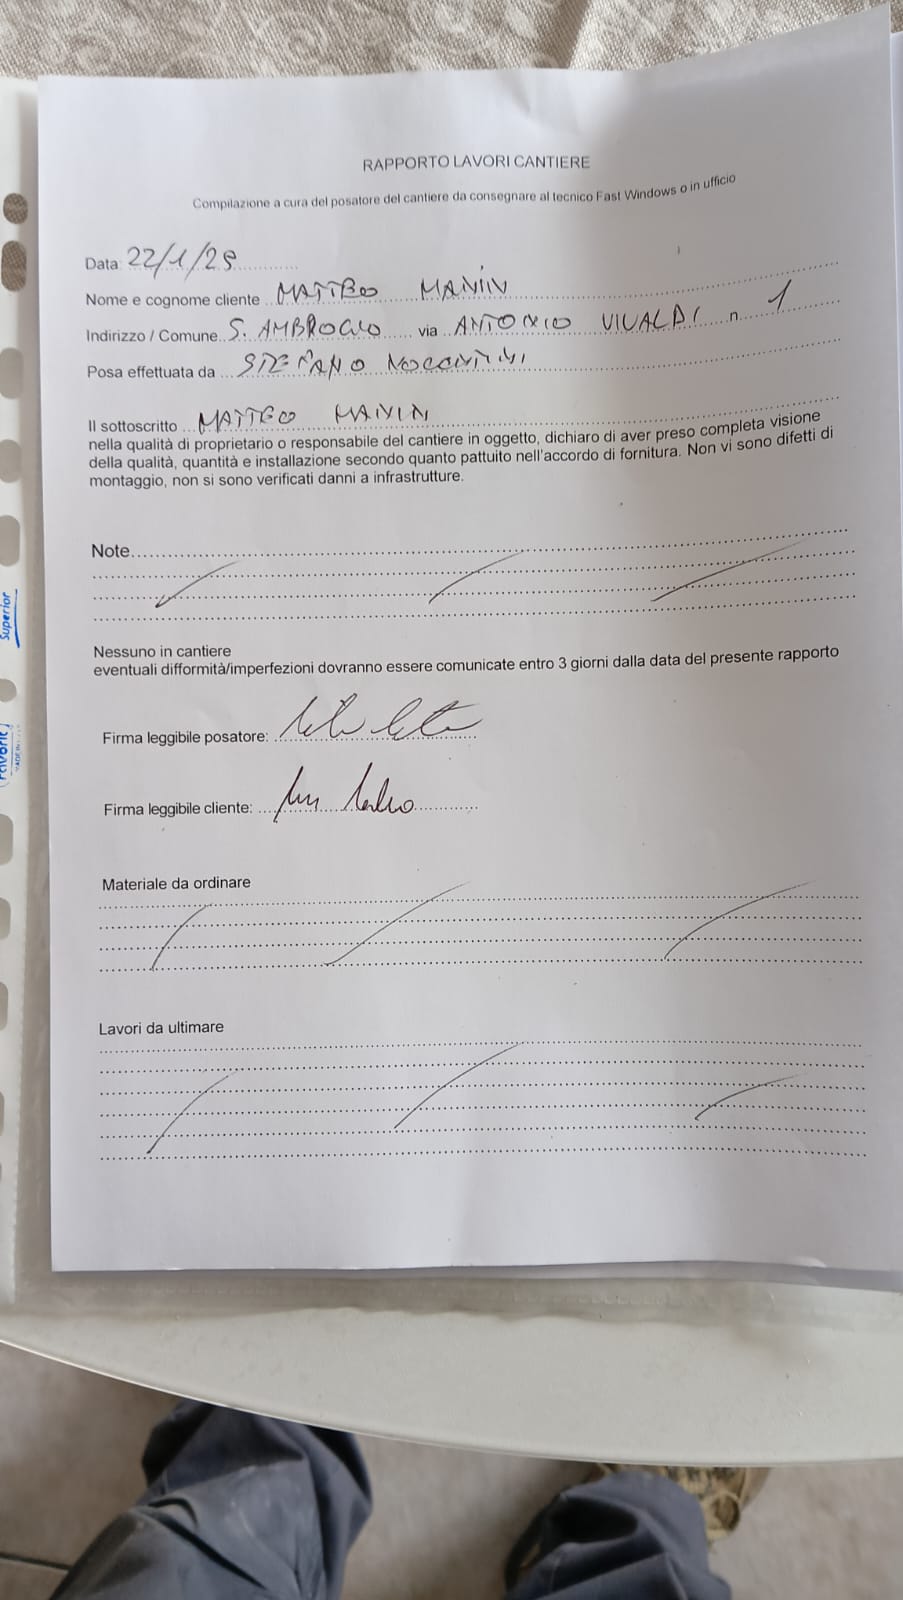 RAPPORTO LAVORI CANTIERE
Compilazione a cura del posatore del cantiere da consegnare al tecnico Fast Windows o in ufficio
Data 22/1/25
Nome e cognome cliente MATTEO MANIN
Indirizzo / Comune S. AMBROGIO via ANTONIO VIVALDI n. 1
Posa effettuata da STEFANO NOCENTINI
Il sottoscritto MATTEO MANIN
nella qualità di proprietario o responsabile del cantiere in oggetto, dichiaro di aver preso completa visione
della qualità, quantità e installazione secondo quanto pattuito nell'accordo di fornitura. Non vi sono difetti di
montaggio, non si sono verificati danni a infrastrutture.
Note
Nessuno in cantiere
eventuali difformità/imperfezioni dovranno essere comunicate entro 3 giorni dalla data del presente rapporto
Firma leggibile posatore:
Firma leggibile cliente:
Materiale da ordinare
Lavori da ultimare
Superior
Favorit